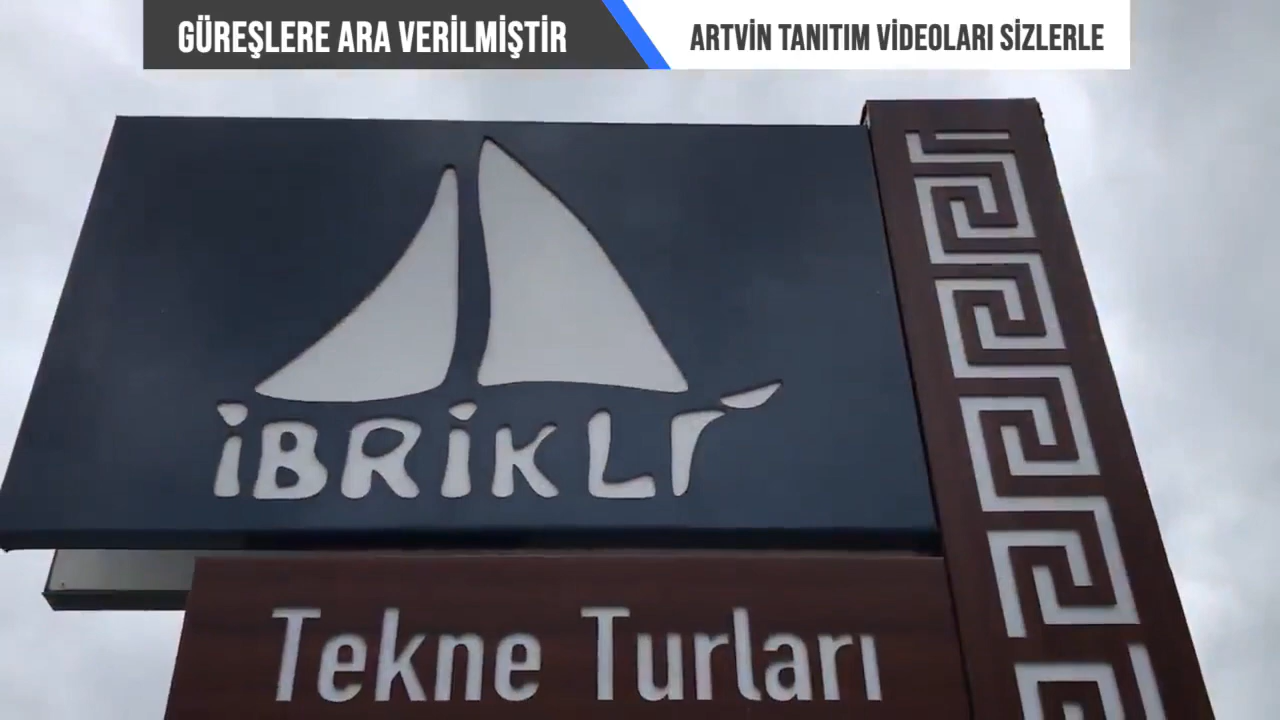 GÜREŞLERE ARA VERİLMİŞTİR
ARTVİN TANITIM VİDEOLARI SİZLERLE
İBRİKLİ
Tekne Turları